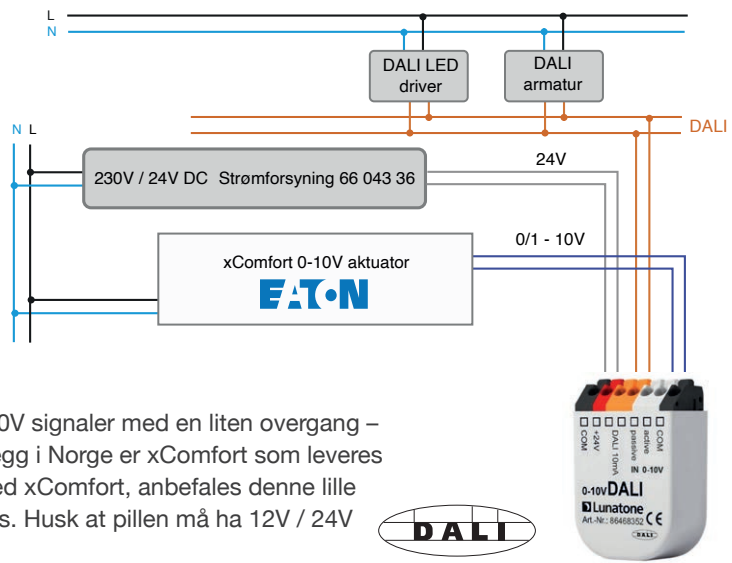 L
N
DALI LED
driver
DALI
armatur
DALI
N L
230V / 24V DC Strømforsyning 66 043 36
24V
xComfort 0-10V aktuator
EATON
0/1 - 10V
0V signaler med en liten overgang –
egg i Norge er xComfort som leveres
ed xComfort, anbefales denne lille
s. Husk at pillen må ha 12V / 24V
DALI
COM
+24V
DALI 10mA
passive
active
COM
IN 0-10V
0-10V DALI
Lunatone
Art.-Nr.: 86468352 CE
DALI